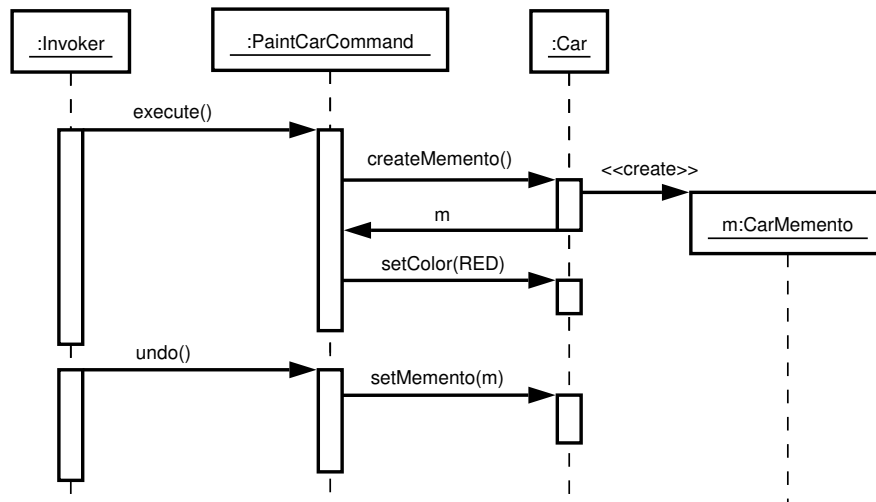 :Invoker
:PaintCarCommand
:Car
execute()
createMemento()
<<create>>
m
m:CarMemento
setColor(RED)
undo()
setMemento(m)